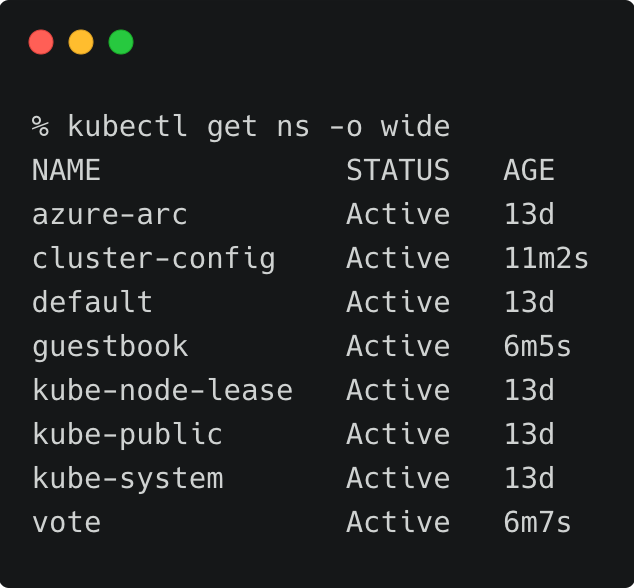 % kubectl get ns -o wide
NAME STATUS AGE
azure-arc Active 13d
cluster-config Active 11m2s
default Active 13d
guestbook Active 6m5s
kube-node-lease Active 13d
kube-public Active 13d
kube-system Active 13d
vote Active 6m7s